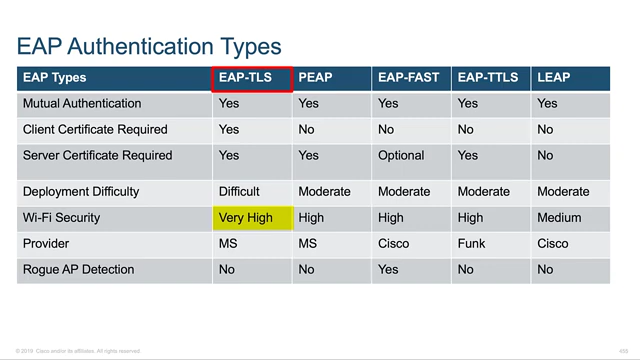 EAP Authentication Types
EAP Types EAP-TLS PEAP EAP-FAST EAP-TTLS LEAP
Mutual Authentication Yes Yes Yes Yes Yes
Client Certificate Required Yes No No No No
Server Certificate Required Yes Yes Optional Yes No
Deployment Difficulty Difficult Moderate Moderate Moderate Moderate
Wi-Fi Security Very High High High High Medium
Provider MS MS Cisco Funk Cisco
Rogue AP Detection No No Yes No No
© 2019 Cisco and/or its affiliates. All rights reserved. 458